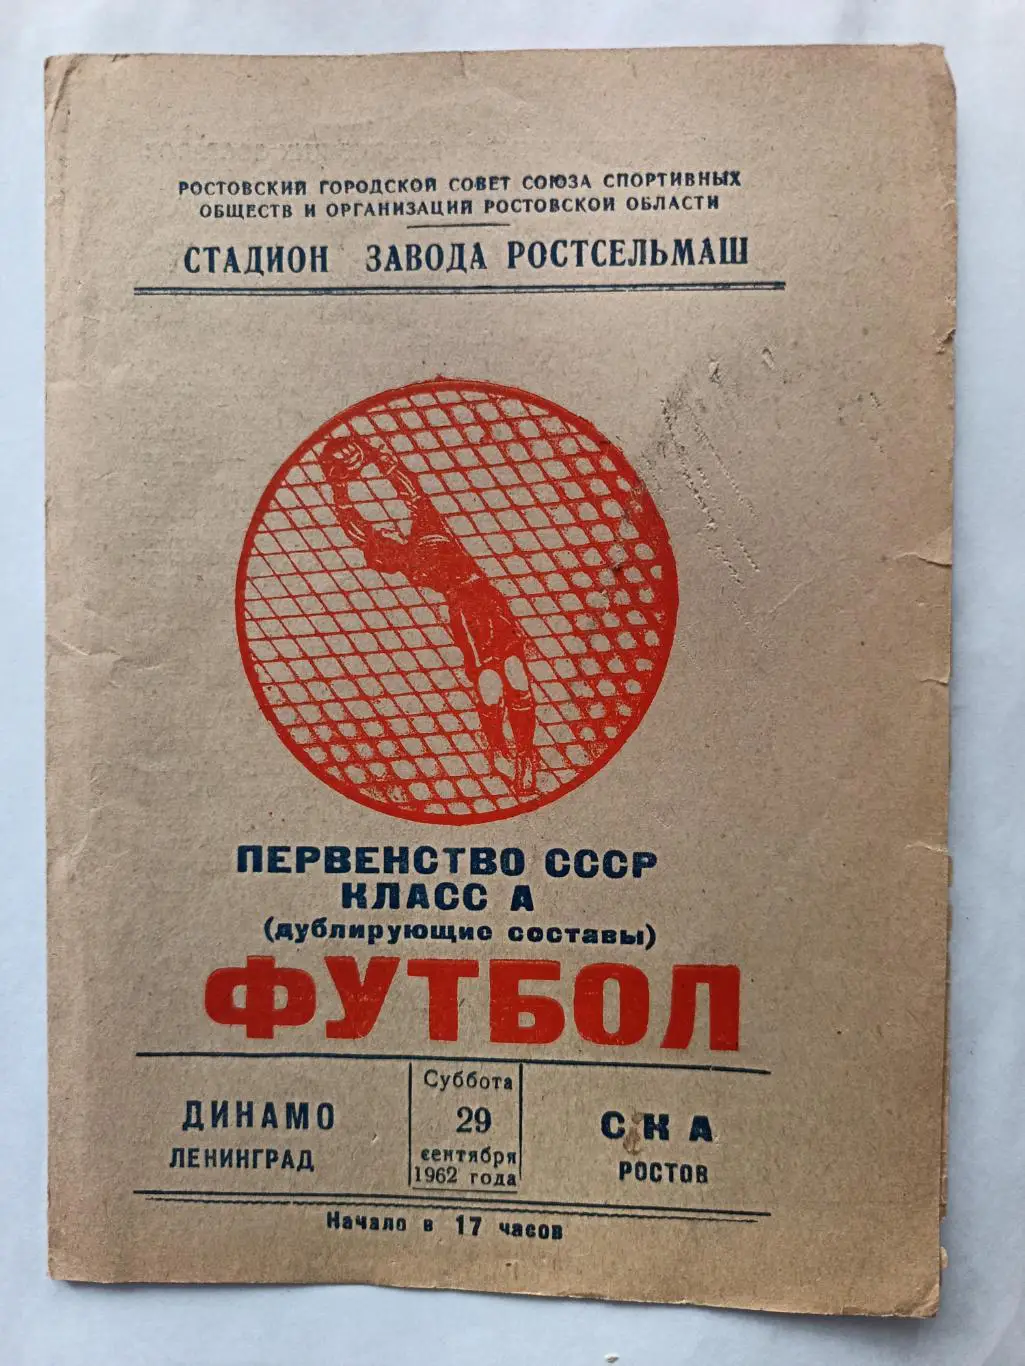 РОСТОВСКИЙ ГОРОДСКОЙ СОВЕТ СОЮЗА СПОРТИВНЫХ
ОБЩЕСТВ И ОРГАНИЗАЦИЙ РОСТОВСКОЙ ОБЛАСТИ
СТАДИОН ЗАВОДА РОСТСЕЛЬМАШ
ПЕРВЕНСТВО СССР
КЛАСС А
(дублирующие составы)
ФУТБОЛ
ДИНАМО
ЛЕНИНГРАД
Суббота
29
сентября
1962 года
СКА
РОСТОВ
Начало в 17 часов